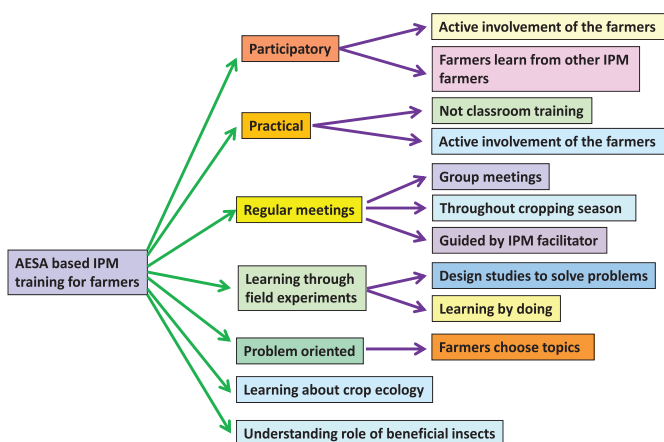 AESA based IPM
training for farmers
Participatory
Active involvement of the farmers
Farmers learn from other IPM
farmers
Practical
Not classroom training
Active involvement of the farmers
Regular meetings
Group meetings
Throughout cropping season
Guided by IPM facilitator
Learning through
field experiments
Design studies to solve problems
Learning by doing
Problem oriented
Farmers choose topics
Learning about crop ecology
Understanding role of beneficial insects